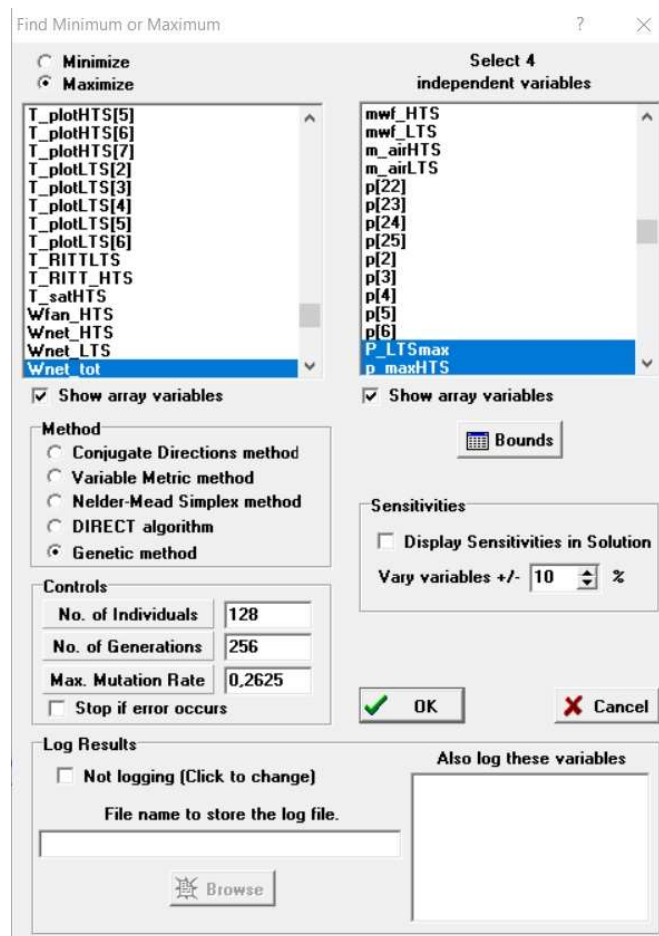 Find Minimum or Maximum
?
Minimize
Maximize
Select 4
independent variables
T_plotHTS[5]
T_plotHTS[6]
T_plotHTS[7]
T_plotLTS[2]
T_plotLTS[3]
T_plotLTS[4]
T_plotLTS[5]
T_plotLTS[6]
T_RITTLTS
T_RITT_HTS
T_satHTS
Wfan_HTS
Wnet_HTS
Wnet_LTS
Wnet_tot
mwf_HTS
mwf_LTS
m_airHTS
m_airLTS
p[22]
p[23]
p[24]
p[25]
p[2]
p[3]
p[4]
p[5]
p[6]
P_LTSmax
p_maxHTS
Show array variables
Show array variables
Method
Conjugate Directions method
Variable Metric method
Nelder-Mead Simplex method
DIRECT algorithm
Genetic method
Bounds
Sensitivities
Display Sensitivities in Solution
Vary variables +/- 10 %
Controls
No. of Individuals 128
No. of Generations 256
Max. Mutation Rate 0,2625
Stop if error occurs
OK
Cancel
Log Results
Not logging (Click to change)
File name to store the log file.
Browse
Also log these variables